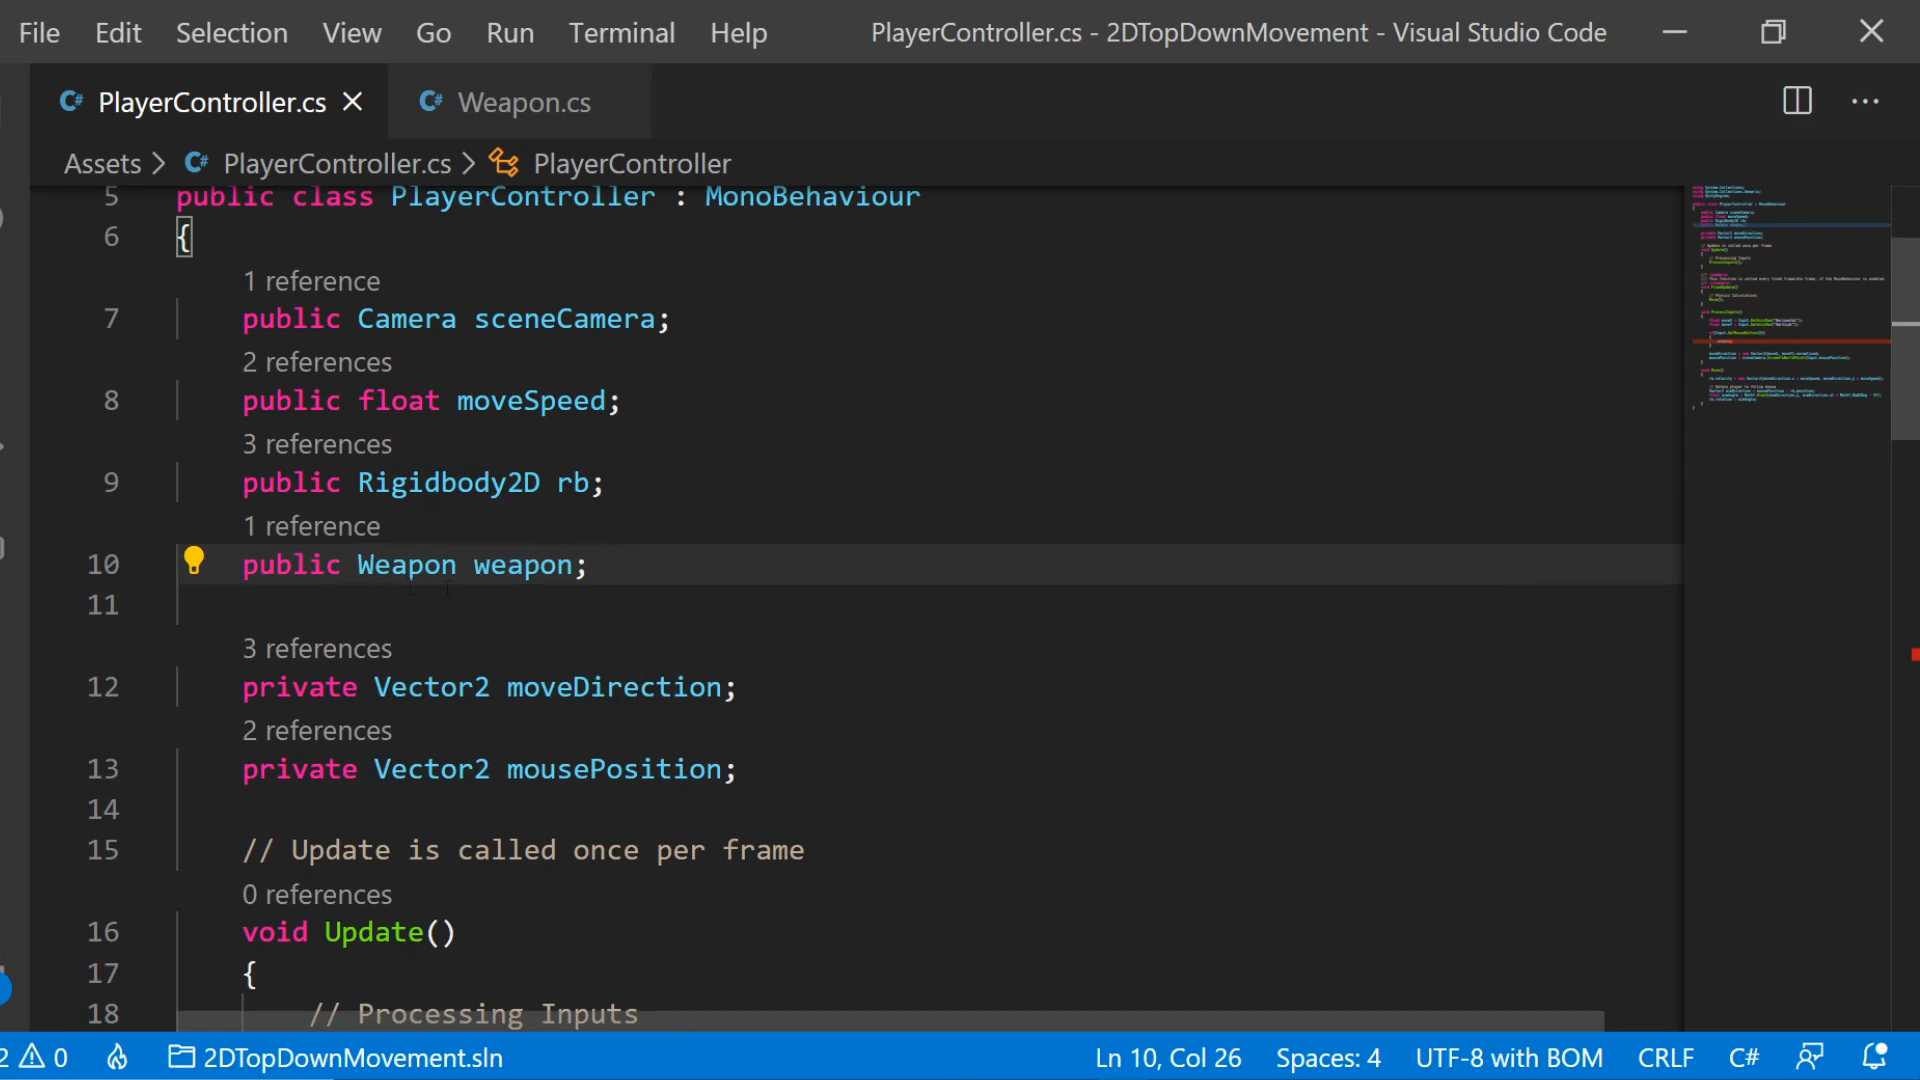 File Edit Selection View Go Run Terminal Help PlayerController.cs - 2DTopDownMovement - Visual Studio Code
C# PlayerController.cs C# Weapon.cs
Assets > C# PlayerController.cs > PlayerController
5 public class PlayerController : MonoBehaviour
6 {
1 reference
7 public Camera sceneCamera;
2 references
8 public float moveSpeed;
3 references
9 public Rigidbody2D rb;
1 reference
10 public Weapon weapon;
11
3 references
12 private Vector2 moveDirection;
2 references
13 private Vector2 mousePosition;
14
15 // Update is called once per frame
0 references
16 void Update()
17 {
18 // Processing Inputs
2 0 2DTopDownMovement.sln Ln 10, Col 26 Spaces: 4 UTF-8 with BOM CRLF C#